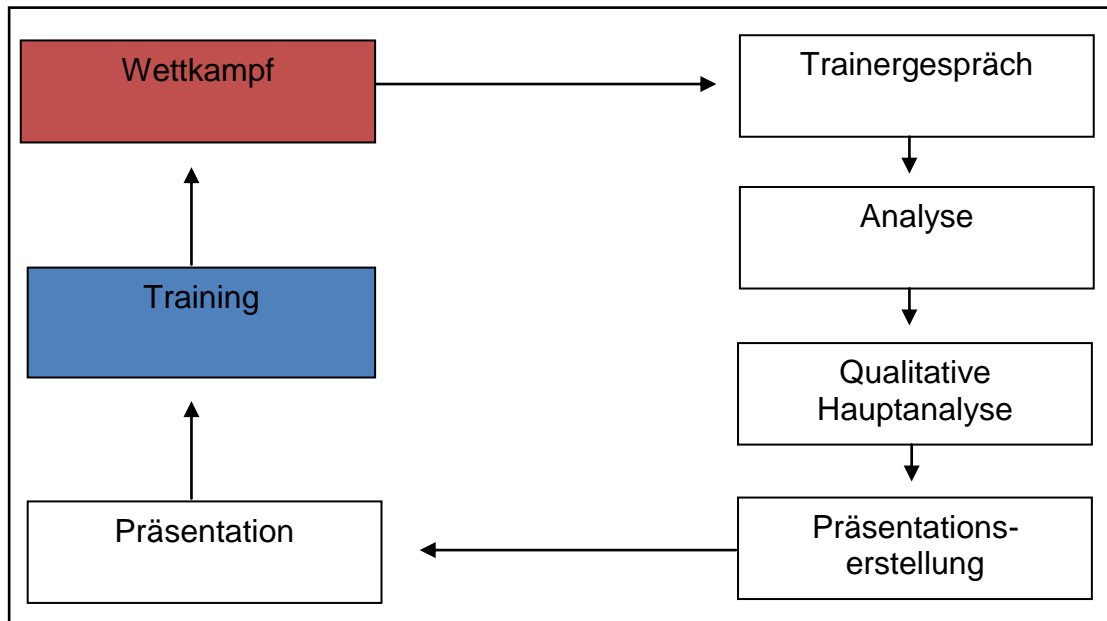 Wettkampf
Trainergespräch
Analyse
Training
Qualitative
Hauptanalyse
Präsentation
Präsentations-
erstellung